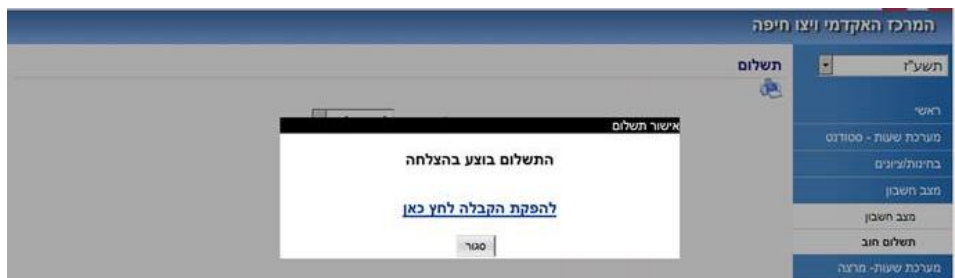 המרכז האקדמי ויצו חיפה
תשע"ז
ראשי
מערכת שעות - סטודנט
בחינות/ציונים
מצב חשבון
מצב חשבון
תשלום חוב
מערכת שעות- מרצה
תשלום
אישור תשלום
התשלום בוצע בהצלחה
להפקת הקבלה לחץ כאן
סגור